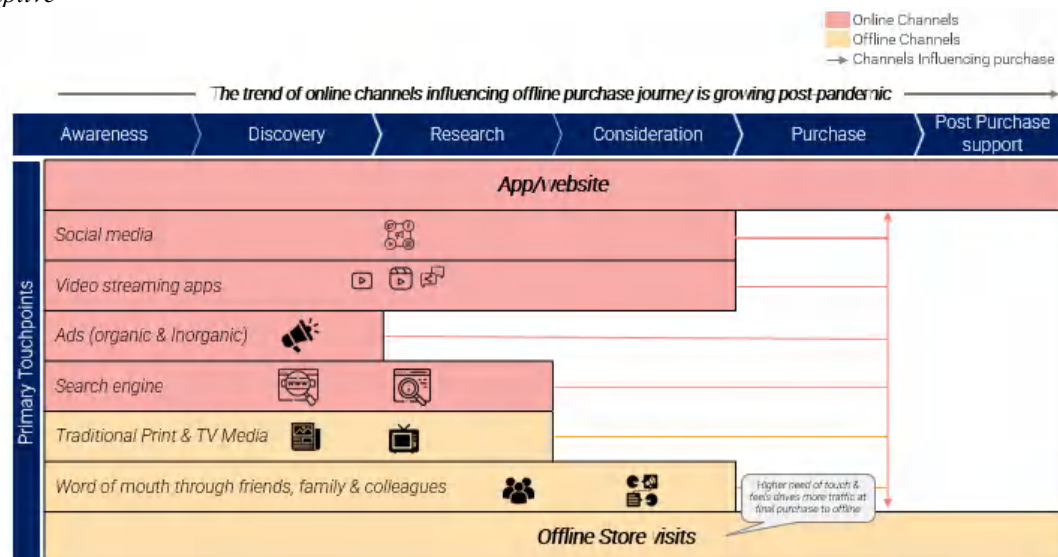 Online Channels
Offline Channels
Channels Influencing purchase
The trend of online channels influencing offline purchase journey is growing post-pandemic
Awareness
Discovery
Research
Consideration
Purchase
Post Purchase
support
Primary Touchpoints
App/website
Social media
Video streaming apps
Ads (organic & Inorganic)
Search engine
www
Traditional Print & TV Media
Word of mouth through friends, family & colleagues
Higher need of touch &
feels drives more traffic at
final purchase to offline
Offline Store visits